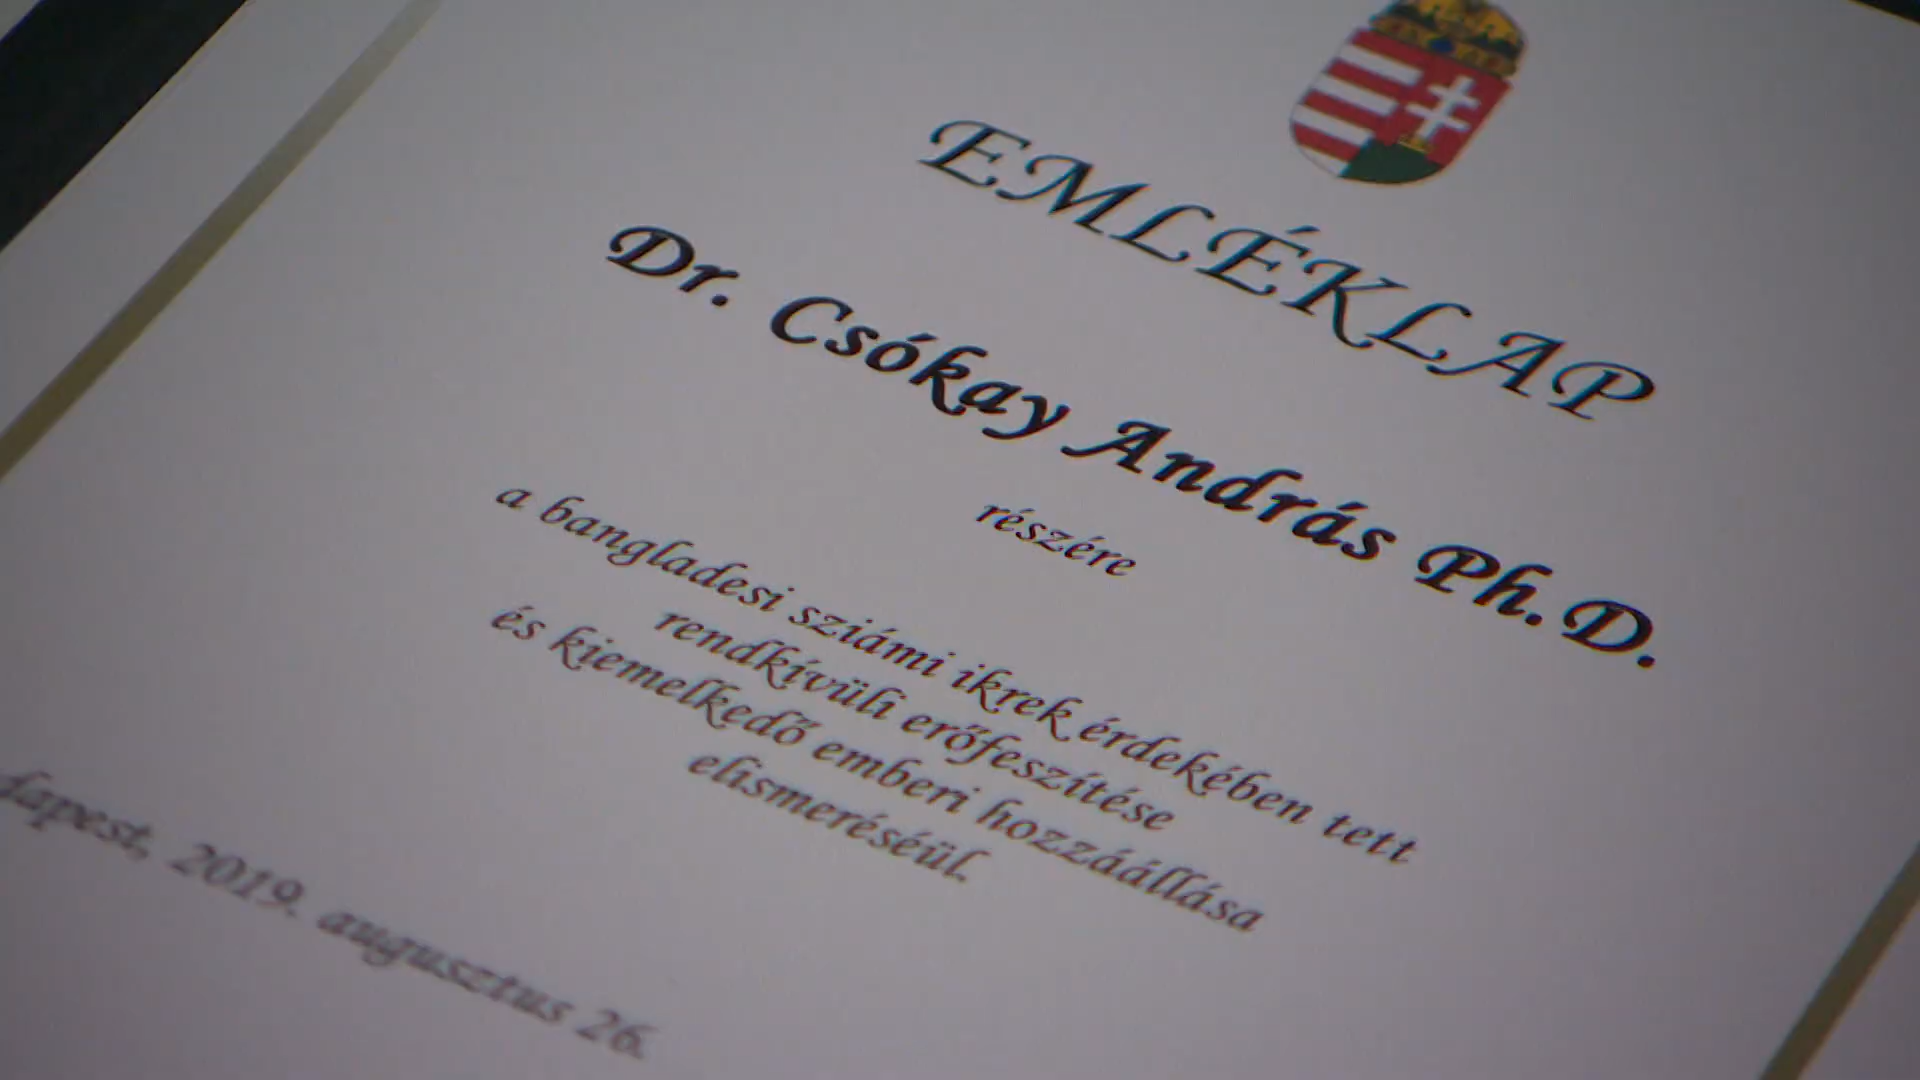 EMLÉKLAP
Dr. Csókay András Ph.D.
részére
a bangladesi sziámi ikrek érdekében tett
rendkívüli erőfeszítése
és kiemelkedő emberi hozzáállása
elismeréséül.
dapest, 2019. augusztus 26.